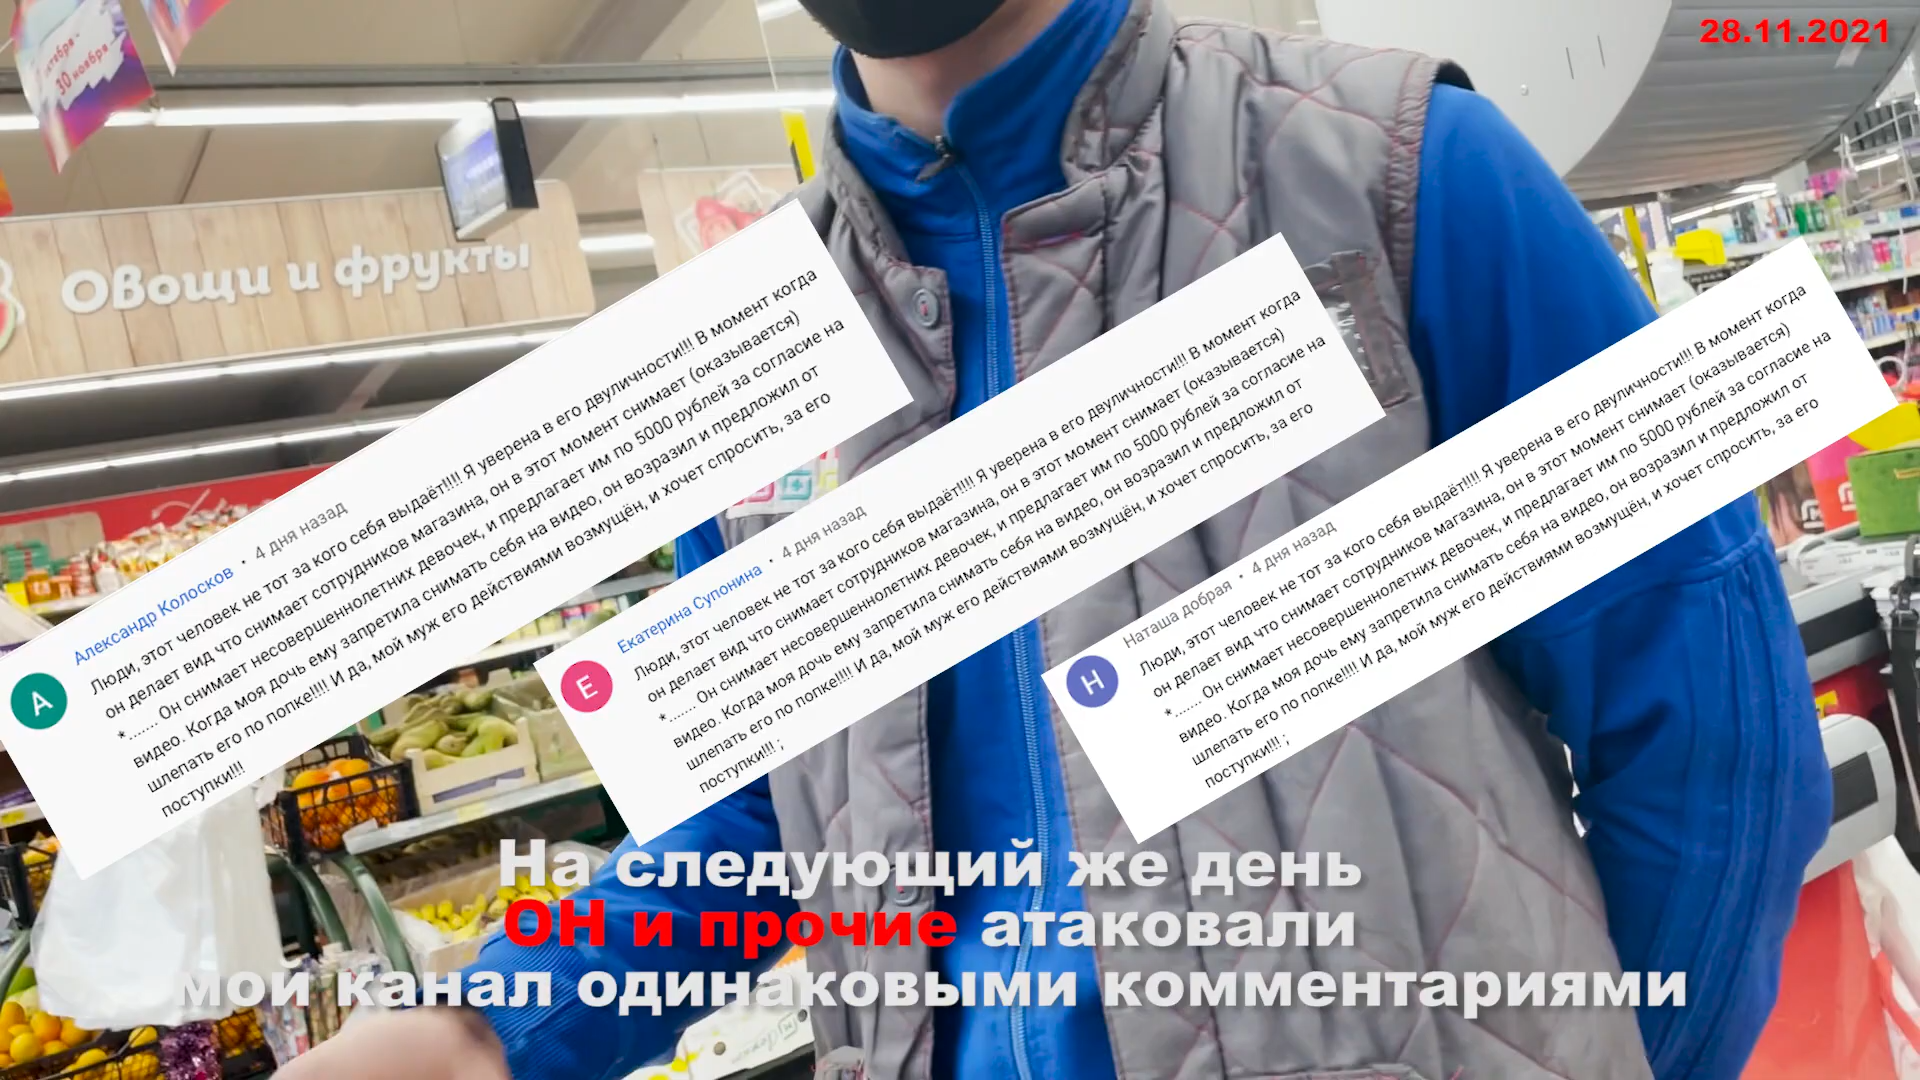 28.11.2021
октября -
30 ноября
Овощи и фрукты
Александр Колосков • 4 дня назад
Люди, этот человек не тот за кого себя выдаёт!!!! Я уверена в его двуличности!!! В момент когда
он делает вид что снимает сотрудников магазина, он в этот момент снимает (оказывается)
*....... Он снимает несовершеннолетних девочек, и предлагает им по 5000 рублей за согласие на
видео. Когда моя дочь ему запретила снимать себя на видео, он возразил и предложил от
шлепать его по попке!!!! И да, мой муж его действиями возмущён, и хочет спросить, за его
поступки!!!
А
Екатерина Супонина • 4 дня назад
Люди, этот человек не тот за кого себя выдаёт!!!! Я уверена в его двуличности!!! В момент когда
он делает вид что снимает сотрудников магазина, он в этот момент снимает (оказывается)
*....... Он снимает несовершеннолетних девочек, и предлагает им по 5000 рублей за согласие на
видео. Когда моя дочь ему запретила снимать себя на видео, он возразил и предложил от
шлепать его по попке!!!! И да, мой муж его действиями возмущён, и хочет спросить, за его
поступки!!! ;
Е
Наташа добрая • 4 дня назад
Люди, этот человек не тот за кого себя выдаёт!!!! Я уверена в его двуличности!!! В момент когда
он делает вид что снимает сотрудников магазина, он в этот момент снимает (оказывается)
*....... Он снимает несовершеннолетних девочек, и предлагает им по 5000 рублей за согласие на
видео. Когда моя дочь ему запретила снимать себя на видео, он возразил и предложил от
шлепать его по попке!!!! И да, мой муж его действиями возмущён, и хочет спросить, за его
поступки!!! ;
Н
На следующий же день
ОН и прочие атаковали
мой канал одинаковыми комментариями